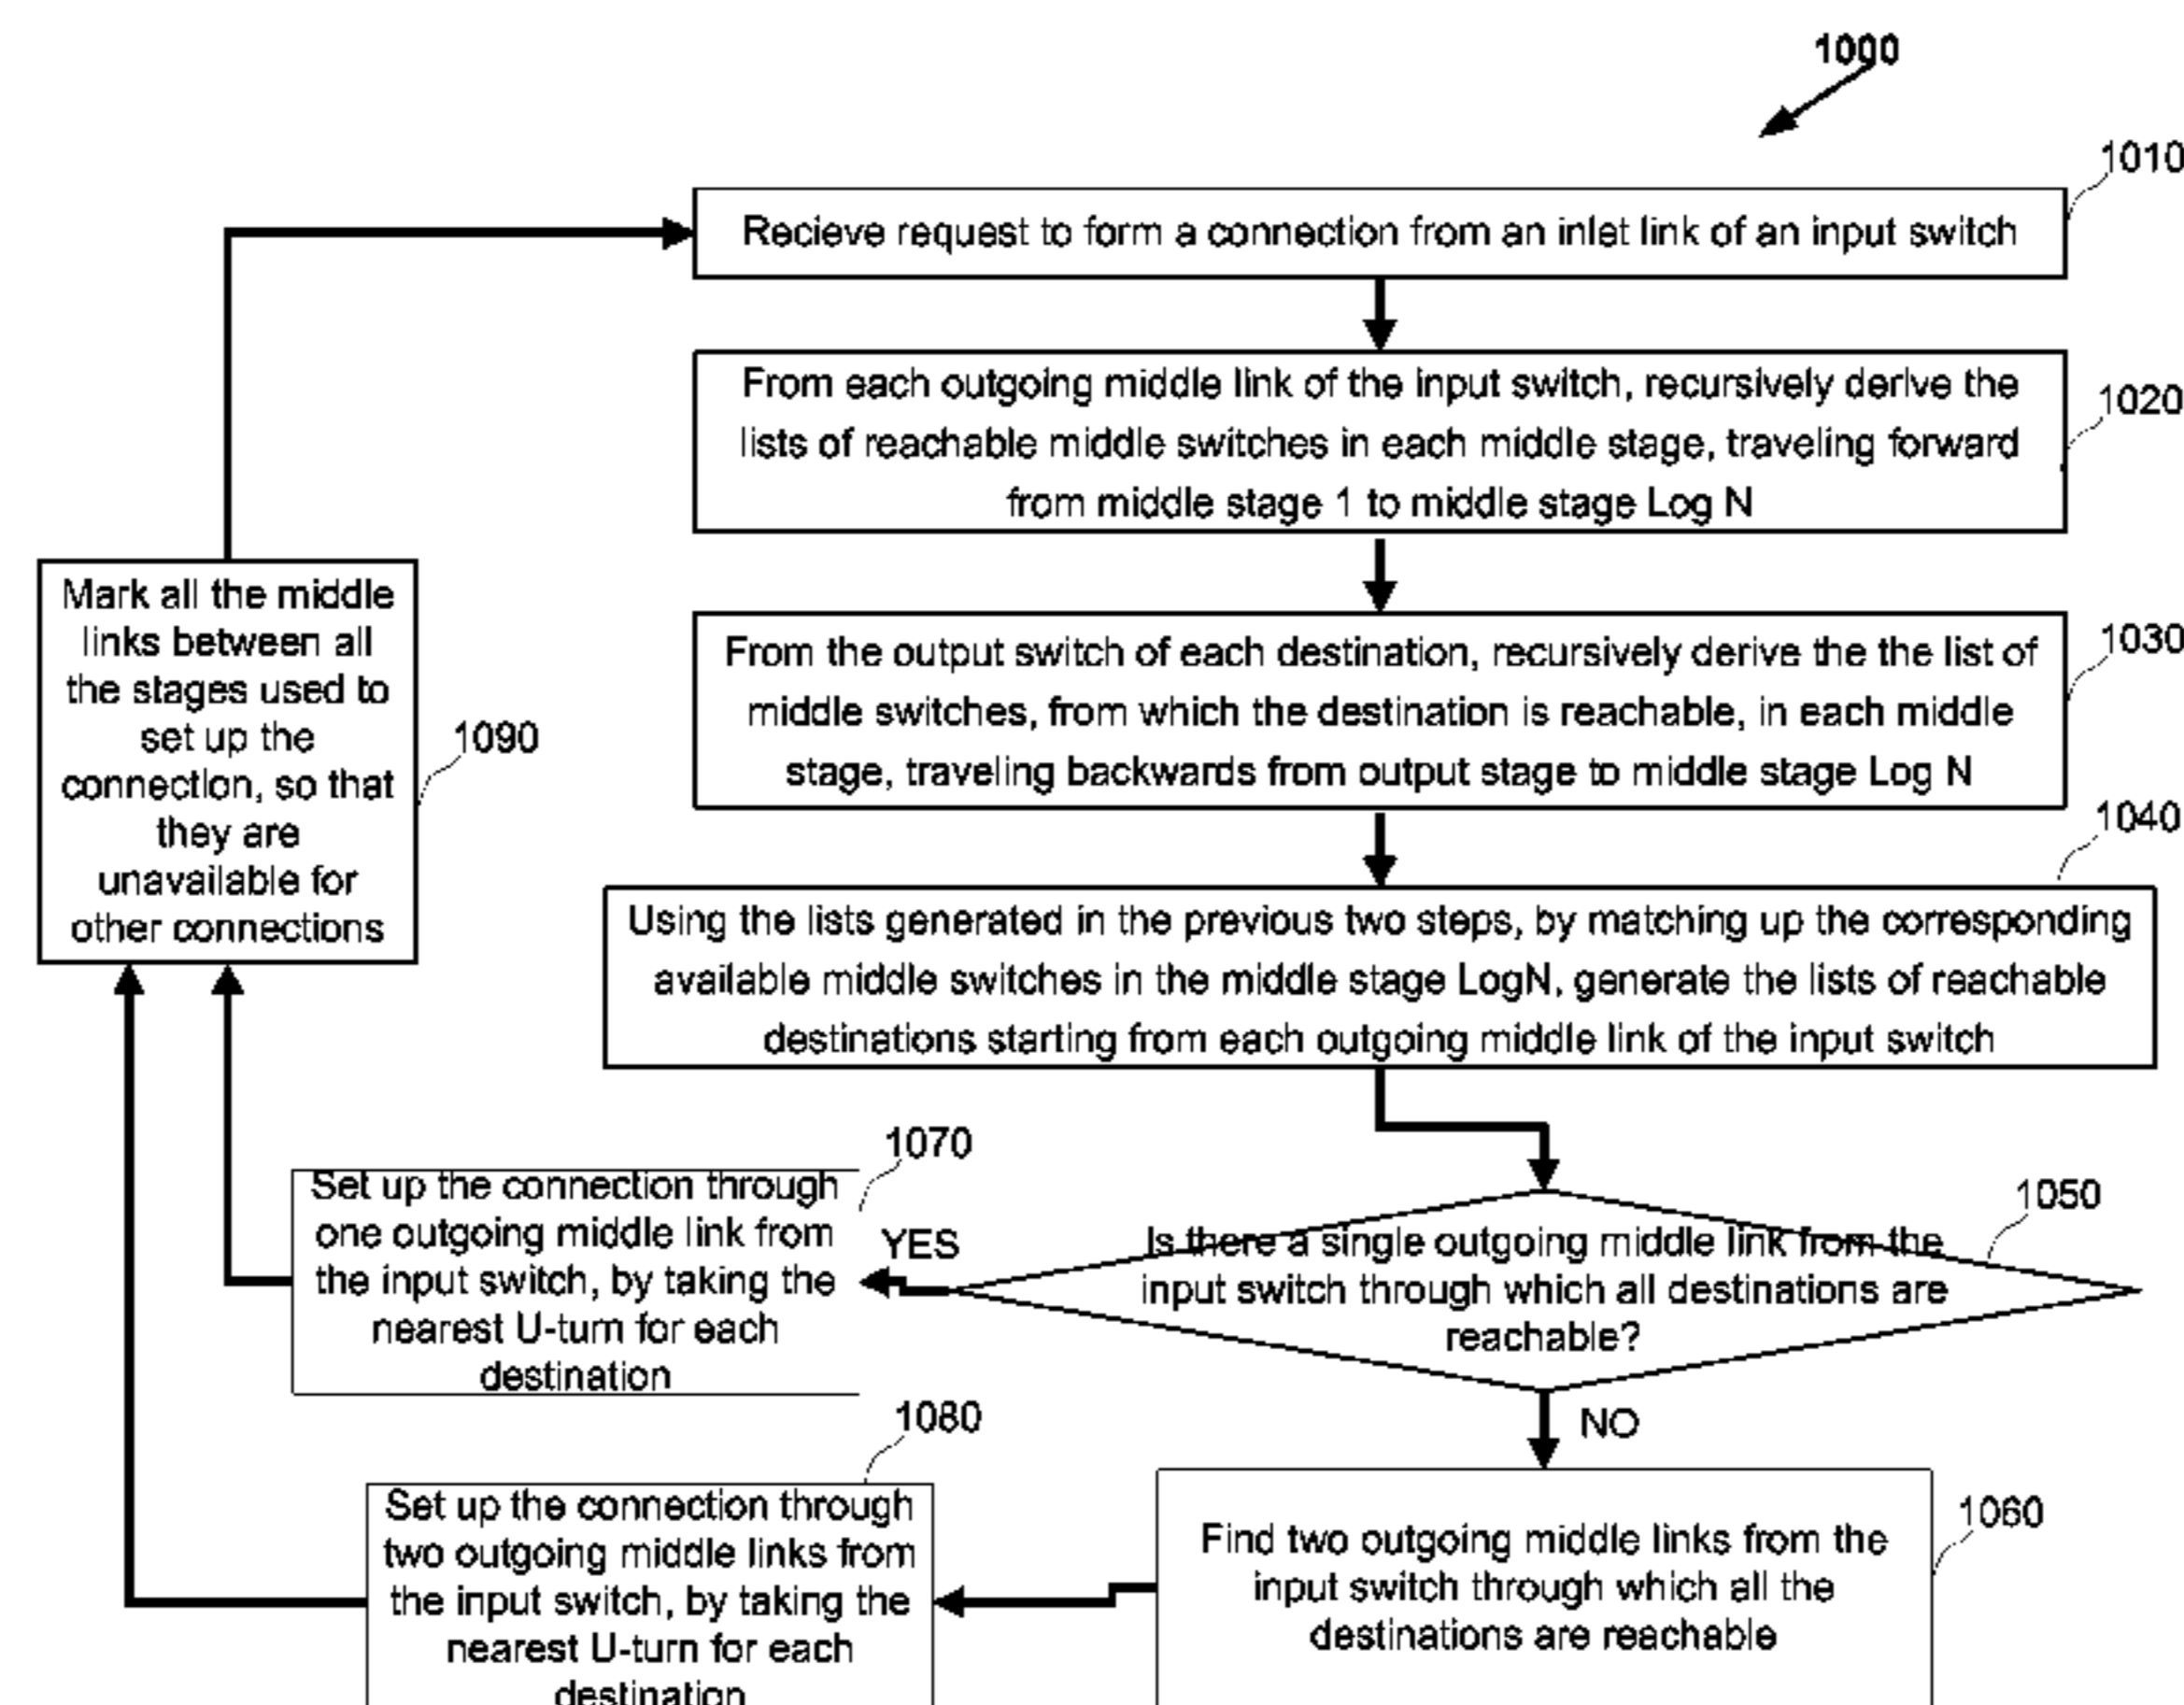 1000
1010
Recieve request to form a connection from an inlet link of an input switch
1020
From each outgoing middle link of the input switch, recursively derive the
lists of reachable middle switches in each middle stage, traveling forward
from middle stage 1 to middle stage Log N
1030
From the output switch of each destination, recursively derive the the list of
middle switches, from which the destination is reachable, in each middle
stage, traveling backwards from output stage to middle stage Log N
1040
Using the lists generated in the previous two steps, by matching up the corresponding
available middle switches in the middle stage LogN, generate the lists of reachable
destinations starting from each outgoing middle link of the input switch
1050
Is there a single outgoing middle link from the
input switch through which all destinations are
reachable?
YES
NO
1070
Set up the connection through
one outgoing middle link from
the input switch, by taking the
nearest U-turn for each
destination
1060
Find two outgoing middle links from the
input switch through which all the
destinations are reachable
1080
Set up the connection through
two outgoing middle links from
the input switch, by taking the
nearest U-turn for each
destination
1090
Mark all the middle
links between all
the stages used to
set up the
connection, so that
they are
unavailable for
other connections